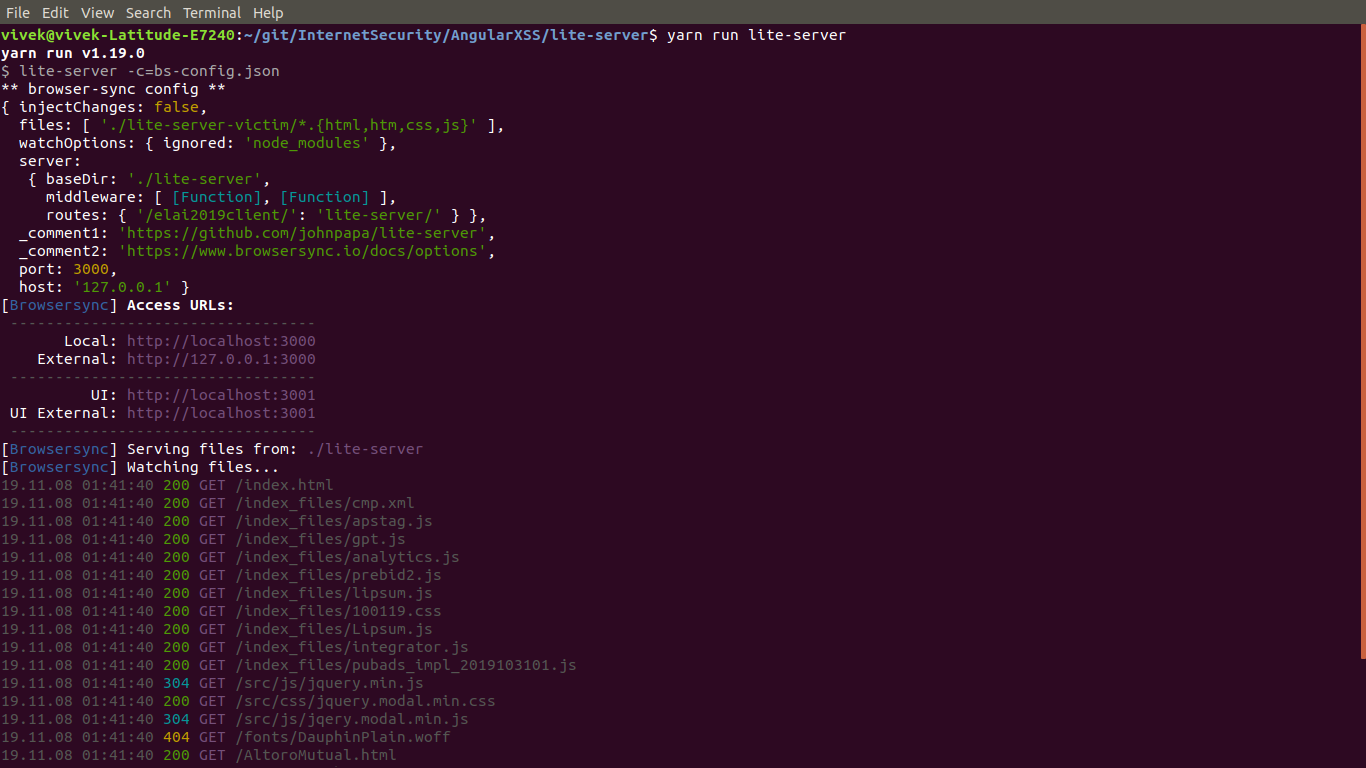 File Edit View Search Terminal Help
vivek@vivek-Latitude-E7240:~/git/InternetSecurity/AngularXSS/lite-server$ yarn run lite-server
yarn run v1.19.0
$ lite-server -c=bs-config.json
** browser-sync config **
{ injectChanges: false,
  files: [ './lite-server-victim/*.{html,htm,css,js}' ],
  watchOptions: { ignored: 'node_modules' },
  server:
   { baseDir: './lite-server',
     middleware: [ [Function], [Function] ],
     routes: { '/elai2019client/': 'lite-server/' } },
  _comment1: 'https://github.com/johnpapa/lite-server',
  _comment2: 'https://www.browsersync.io/docs/options',
  port: 3000,
  host: '127.0.0.1' }
[Browsersync] Access URLs:
 ----------------------------------
       Local: http://localhost:3000
    External: http://127.0.0.1:3000
 ----------------------------------
          UI: http://localhost:3001
 UI External: http://localhost:3001
 ----------------------------------
[Browsersync] Serving files from: ./lite-server
[Browsersync] Watching files...
19.11.08 01:41:40 200 GET /index.html
19.11.08 01:41:40 200 GET /index_files/cmp.xml
19.11.08 01:41:40 200 GET /index_files/apstag.js
19.11.08 01:41:40 200 GET /index_files/gpt.js
19.11.08 01:41:40 200 GET /index_files/analytics.js
19.11.08 01:41:40 200 GET /index_files/prebid2.js
19.11.08 01:41:40 200 GET /index_files/lipsum.js
19.11.08 01:41:40 200 GET /index_files/100119.css
19.11.08 01:41:40 200 GET /index_files/Lipsum.js
19.11.08 01:41:40 200 GET /index_files/integrator.js
19.11.08 01:41:40 200 GET /index_files/pubads_impl_2019103101.js
19.11.08 01:41:40 304 GET /src/js/jquery.min.js
19.11.08 01:41:40 200 GET /src/css/jquery.modal.min.css
19.11.08 01:41:40 304 GET /src/js/jqery.modal.min.js
19.11.08 01:41:40 404 GET /fonts/DauphinPlain.woff
19.11.08 01:41:40 200 GET /AltoroMutual.html